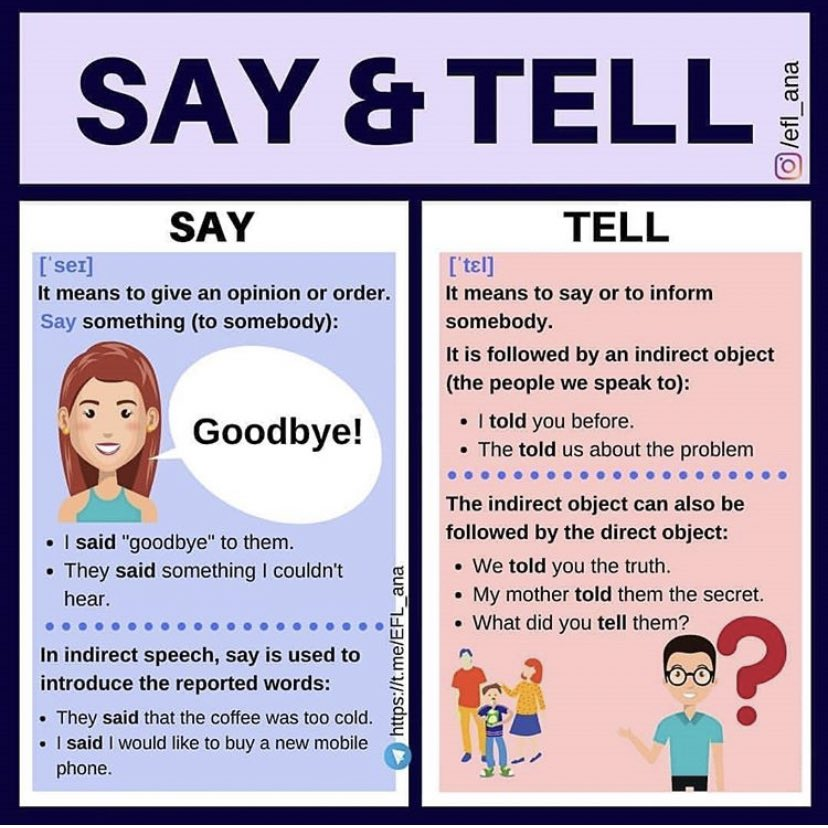 SAY & TELL
/efl_ana
SAY
[ˈseɪ]
It means to give an opinion or order.
Say something (to somebody):
Goodbye!
• I said "goodbye" to them.
• They said something I couldn't
hear.
In indirect speech, say is used to
introduce the reported words:
• They said that the coffee was too cold.
• I said I would like to buy a new mobile
phone.
https://t.me/EFL_ana
TELL
[ˈtɛl]
It means to say or to inform
somebody.
It is followed by an indirect object
(the people we speak to):
• I told you before.
• The told us about the problem
The indirect object can also be
followed by the direct object:
• We told you the truth.
• My mother told them the secret.
• What did you tell them?
?